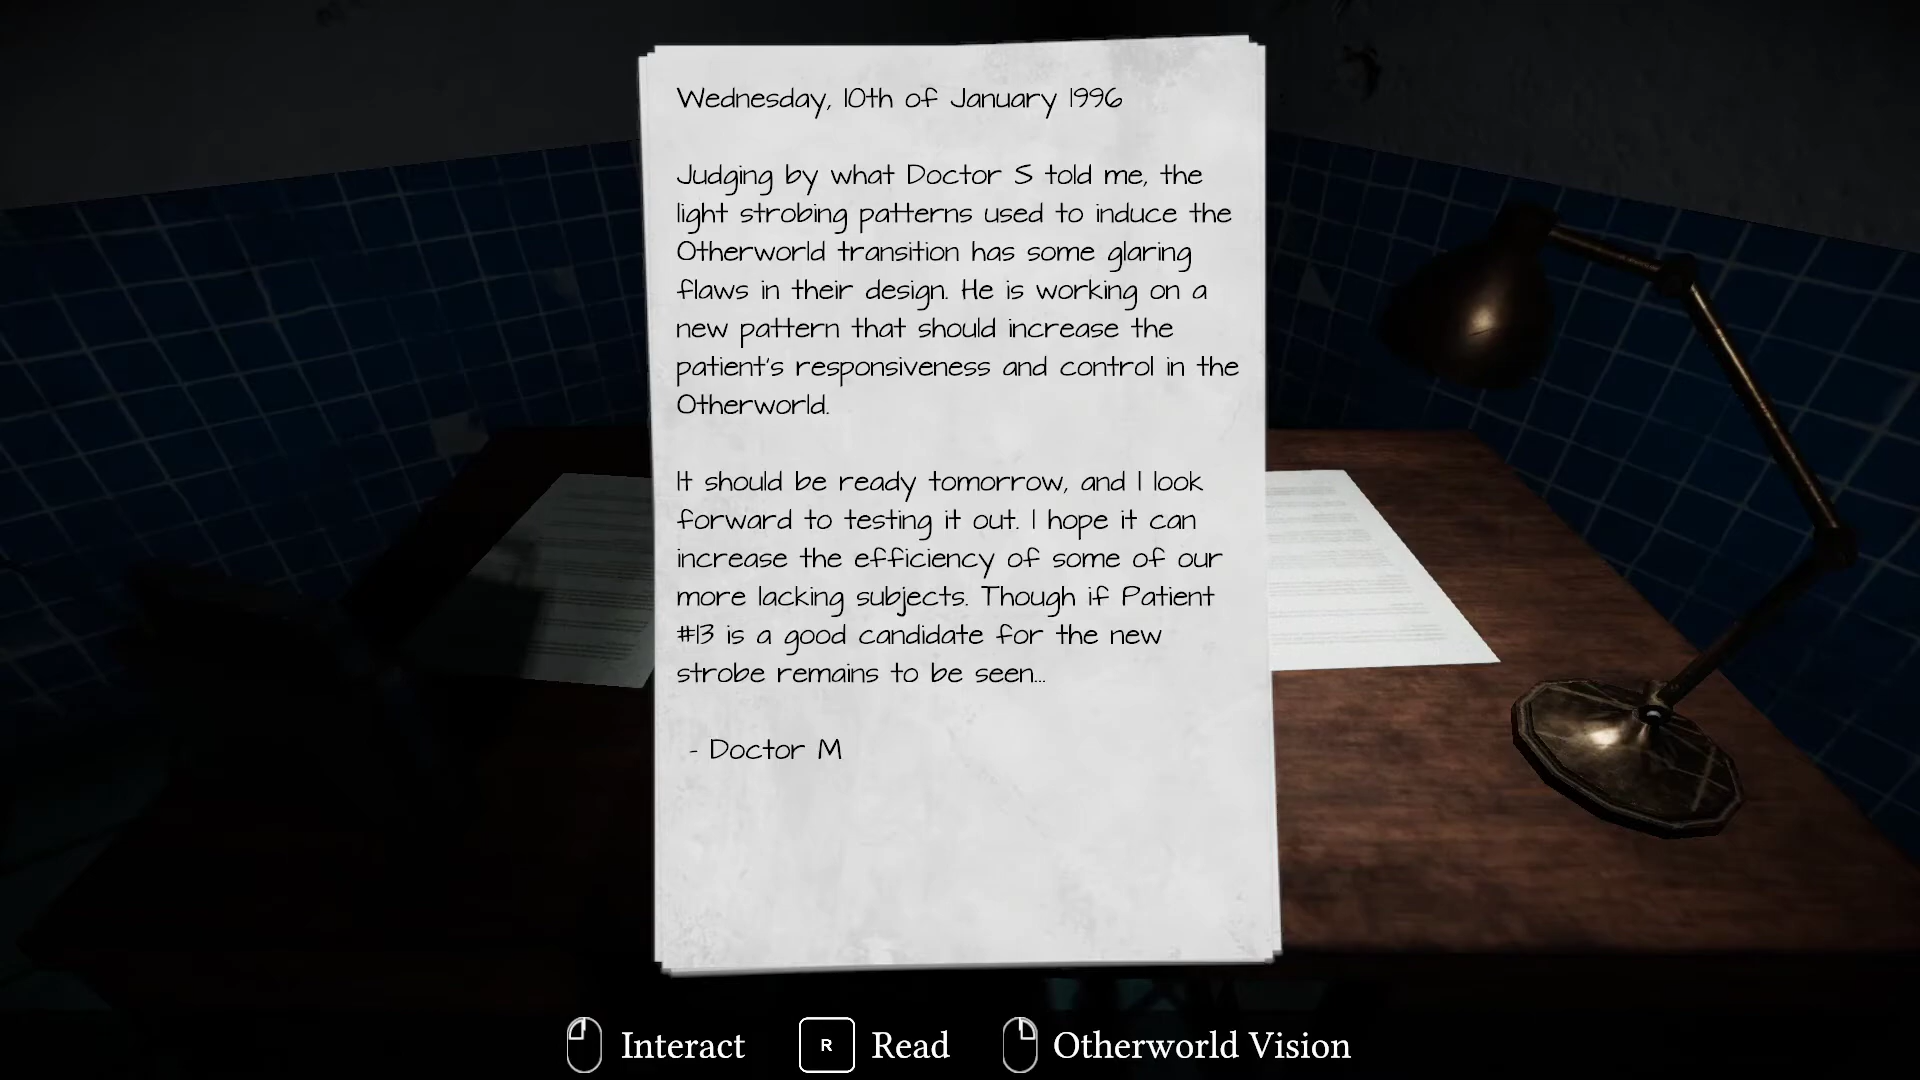 Wednesday, 10th of January 1996
Judging by what Doctor S told me, the
light strobing patterns used to induce the
Otherworld transition has some glaring
flaws in their design. He is working on a
new pattern that should increase the
patient's responsiveness and control in the
Otherworld.
It should be ready tomorrow, and I look
forward to testing it out. I hope it can
increase the efficiency of some of our
more lacking subjects. Though if Patient
#13 is a good candidate for the new
strobe remains to be seen...
- Doctor M
Interact R Read Otherworld Vision